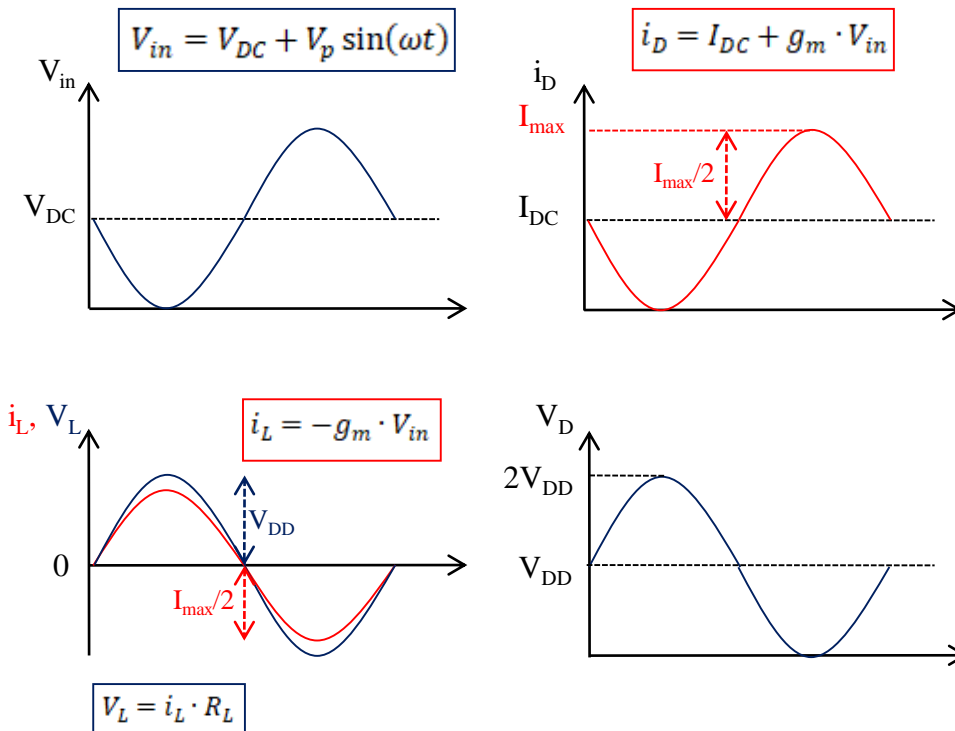 V_in = V_DC + V_p sin(ωt)
V_in
V_DC
i_D = I_DC + g_m · V_in
i_D
I_max
I_max/2
I_DC
i_L, V_L
i_L = −g_m · V_in
V_DD
0
I_max/2
V_L = i_L · R_L
V_D
2V_DD
V_DD